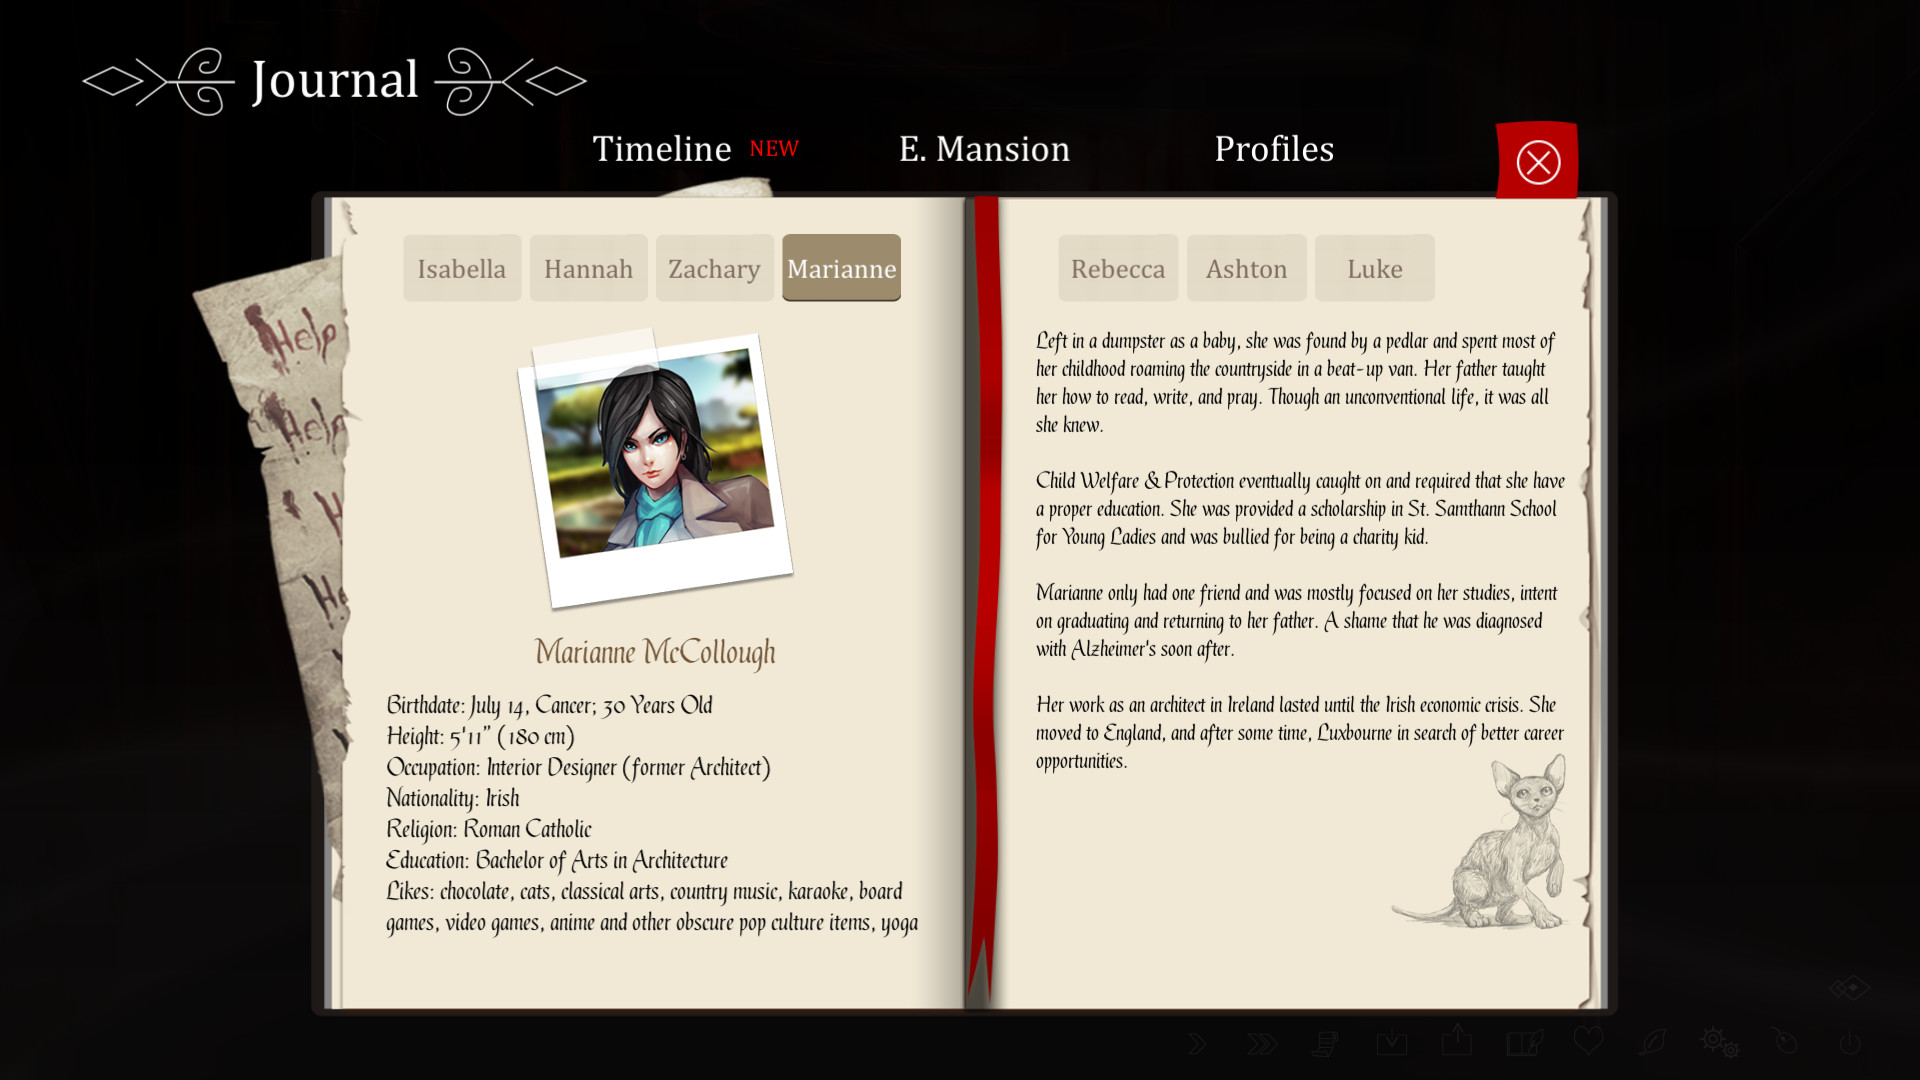 Journal
Timeline NEW
E. Mansion
Profiles
Isabella
Hannah
Zachary
Marianne
Rebecca
Ashton
Luke
Help
Help
H
He
Marianne McCollough
Birthdate: July 14, Cancer; 30 Years Old
Height: 5'11" (180 cm)
Occupation: Interior Designer (former Architect)
Nationality: Irish
Religion: Roman Catholic
Education: Bachelor of Arts in Architecture
Likes: chocolate, cats, classical arts, country music, karaoke, board
games, video games, anime and other obscure pop culture items, yoga
Left in a dumpster as a baby, she was found by a pedlar and spent most of
her childhood roaming the countryside in a beat-up van. Her father taught
her how to read, write, and pray. Though an unconventional life, it was all
she knew.
Child Welfare & Protection eventually caught on and required that she have
a proper education. She was provided a scholarship in St. Samthann School
for Young Ladies and was bullied for being a charity kid.
Marianne only had one friend and was mostly focused on her studies, intent
on graduating and returning to her father. A shame that he was diagnosed
with Alzheimer's soon after.
Her work as an architect in Ireland lasted until the Irish economic crisis. She
moved to England, and after some time, Luxbourne in search of better career
opportunities.